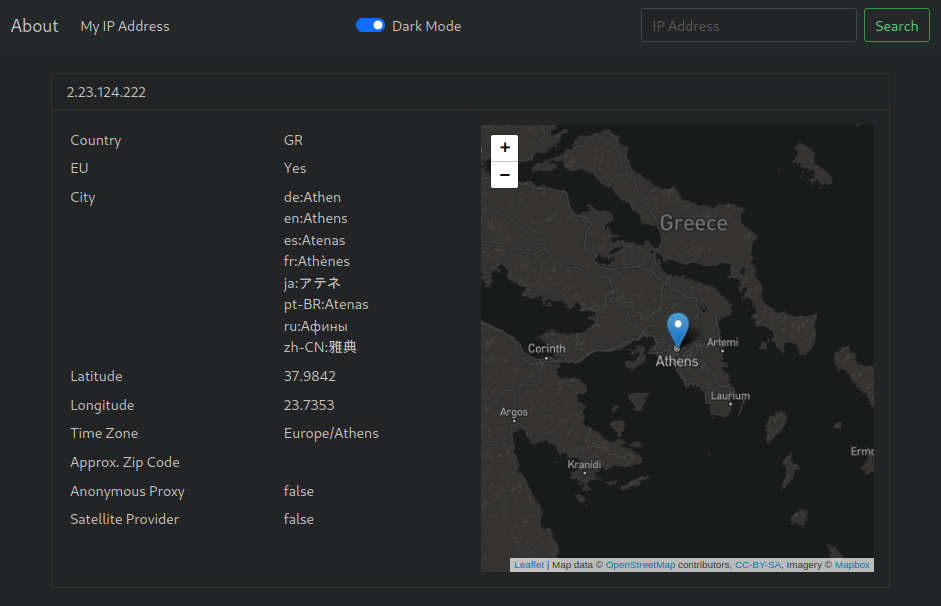 About My IP Address Dark Mode IP Address Search
2.23.124.222
Country GR
EU Yes
City de:Athen
en:Athens
es:Atenas
fr:Athènes
ja:アテネ
pt-BR:Atenas
ru:Афины
zh-CN:雅典
Latitude 37.9842
Longitude 23.7353
Time Zone Europe/Athens
Approx. Zip Code
Anonymous Proxy false
Satellite Provider false
+
−
Greece
Artemi
Corinth
Athens
Laurium
Argos
Ermo
Kranidi
Leaflet | Map data © OpenStreetMap contributors, CC-BY-SA, Imagery © Mapbox